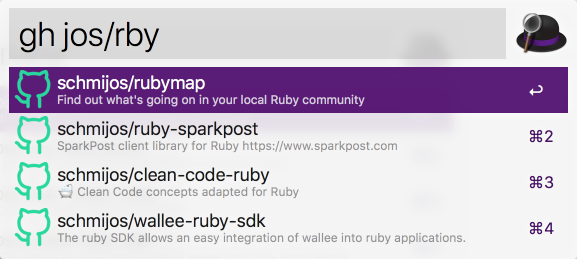 gh jos/rby
schmijos/rubymap
Find out what's going on in your local Ruby community
↩
schmijos/ruby-sparkpost
SparkPost client library for Ruby https://www.sparkpost.com
⌘2
schmijos/clean-code-ruby
🛁 Clean Code concepts adapted for Ruby
⌘3
schmijos/wallee-ruby-sdk
The ruby SDK allows an easy integration of wallee into ruby applications.
⌘4